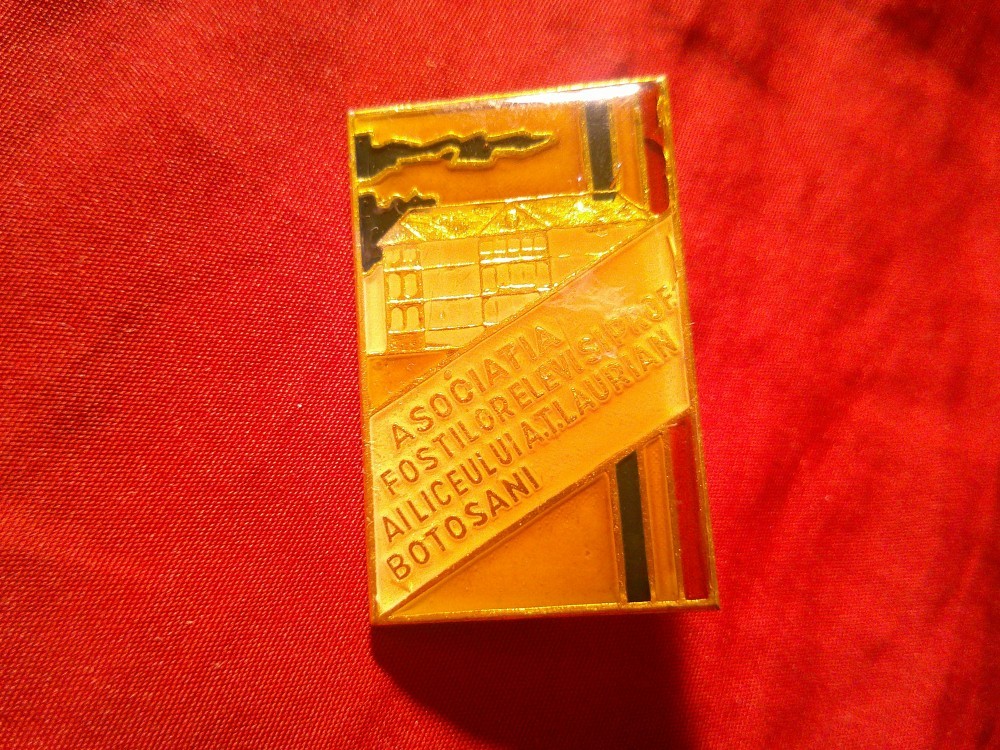 ASOCIATIA
FOSTILOR ELEVI SI PROF.
AI LICEULUI A.T. LAURIAN
BOTOSANI